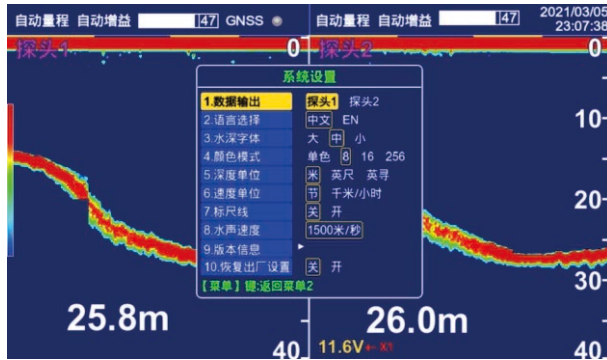 自动量程 自动增益 47 GNSS 自动量程 自动增益 47 2021/03/05
23:07:38
探头1 0 探头2 0
系统设置
1.数据输出 探头1 探头2
2.语言选择 中文 EN
3.水深字体 大 中 小
4.颜色模式 单色 8 16 256
5.深度单位 米 英尺 英寻
6.速度单位 节 千米/小时
7.标尺线 关 开
8.水声速度 1500米/秒
9.版本信息
10.恢复出厂设置 关 开
【菜单】键:返回菜单2
10
20
30
25.8m 26.0m
40 11.6V X1 40